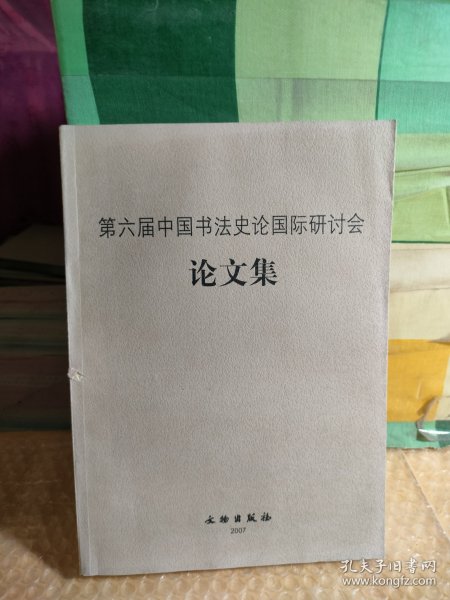 第六届中国书法史论国际研讨会
论文集
文物出版社
2007
孔夫子旧书网
www.kongfz.com